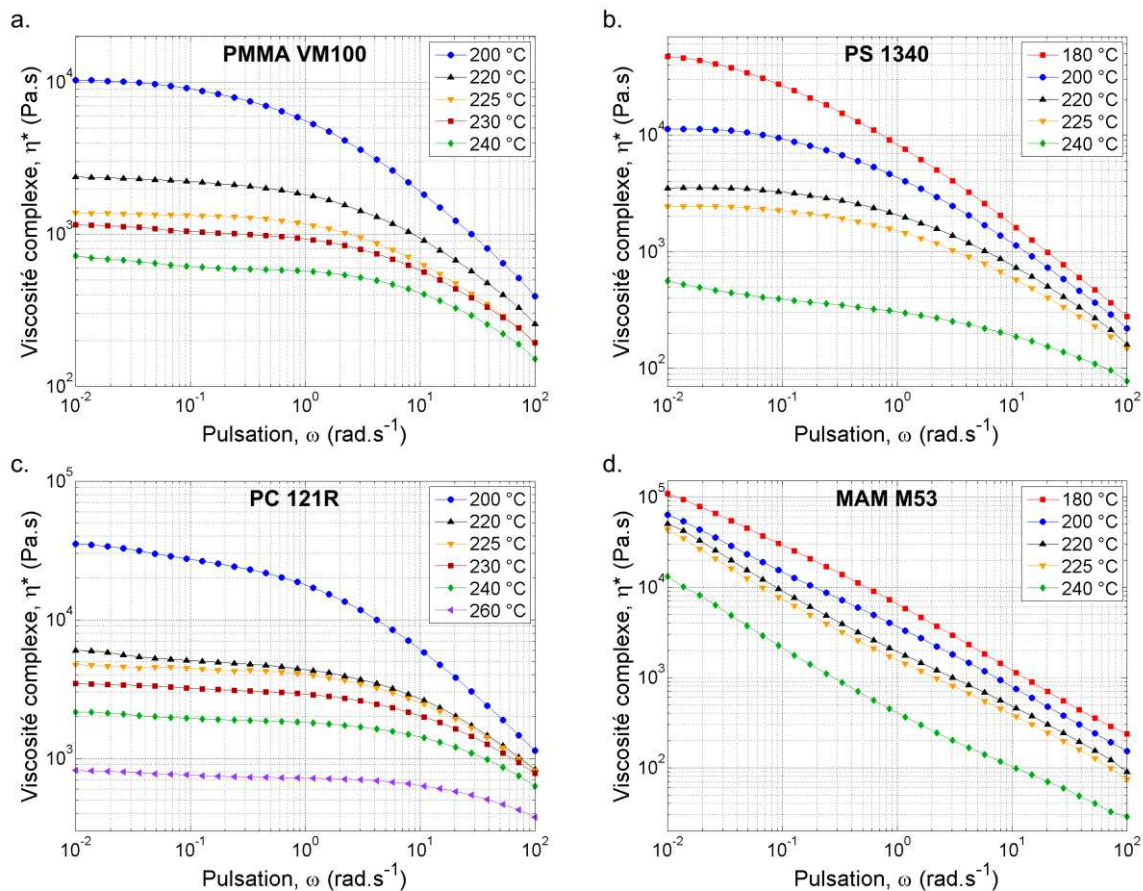 a.
PMMA VM100
200 °C
220 °C
225 °C
230 °C
240 °C
Viscosité complexe, η* (Pa.s)
10^4
10^3
10^2
10^-2
10^-1
10^0
10^1
10^2
Pulsation, ω (rad.s^-1)
b.
PS 1340
180 °C
200 °C
220 °C
225 °C
240 °C
Viscosité complexe, η* (Pa.s)
10^4
10^3
10^2
10^-2
10^-1
10^0
10^1
10^2
Pulsation, ω (rad.s^-1)
c.
PC 121R
200 °C
220 °C
225 °C
230 °C
240 °C
260 °C
Viscosité complexe, η* (Pa.s)
10^5
10^4
10^3
10^-2
10^-1
10^0
10^1
10^2
Pulsation, ω (rad.s^-1)
d.
MAM M53
180 °C
200 °C
220 °C
225 °C
240 °C
Viscosité complexe, η* (Pa.s)
10^5
10^4
10^3
10^2
10^-2
10^-1
10^0
10^1
10^2
Pulsation, ω (rad.s^-1)